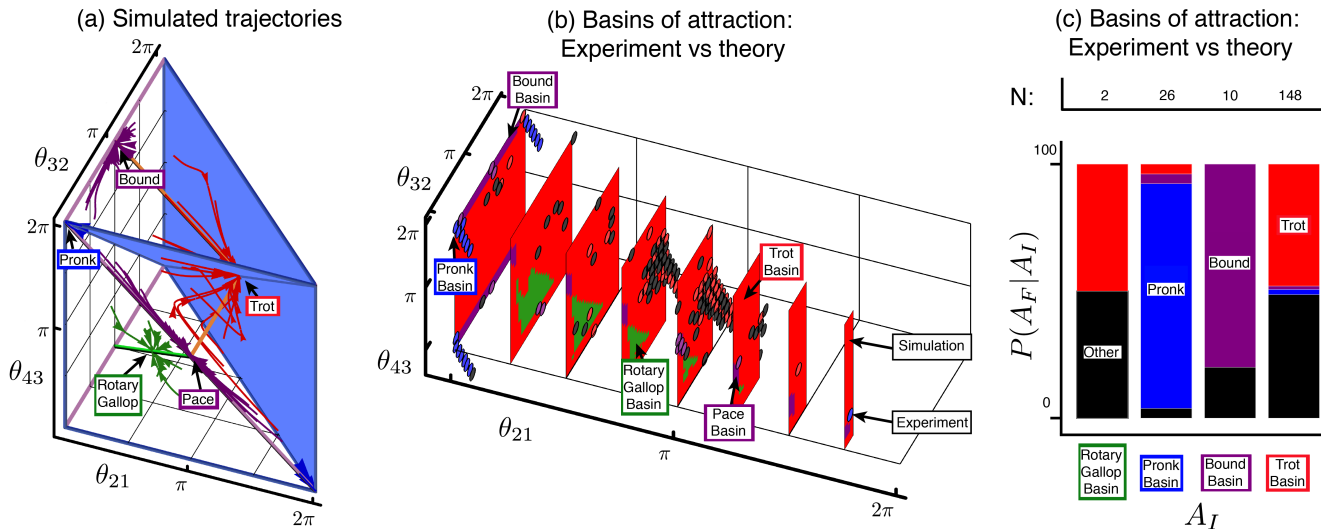 (a) Simulated trajectories
2π
π
θ32
2π
π
θ43
θ21
π
2π
Bound
Pronk
Trot
Rotary
Gallop
Pace
(b) Basins of attraction:
Experiment vs theory
2π
π
θ32
2π
π
θ43
θ21
π
2π
Bound
Basin
Pronk
Basin
Trot
Basin
Rotary
Gallop
Basin
Pace
Basin
Simulation
Experiment
(c) Basins of attraction:
Experiment vs theory
N:
2 26 10 148
100
0
P(A_F|A_I)
Other
Pronk
Bound
Trot
Rotary
Gallop
Basin
Pronk
Basin
Bound
Basin
Trot
Basin
A_I